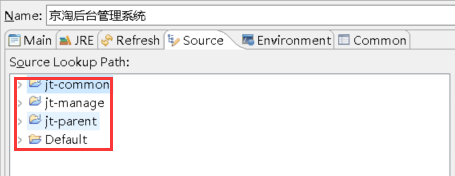 Name: 京淘后台管理系统
Main JRE Refresh Source Environment Common
Source Lookup Path:
jt-common
jt-manage
jt-parent
Default